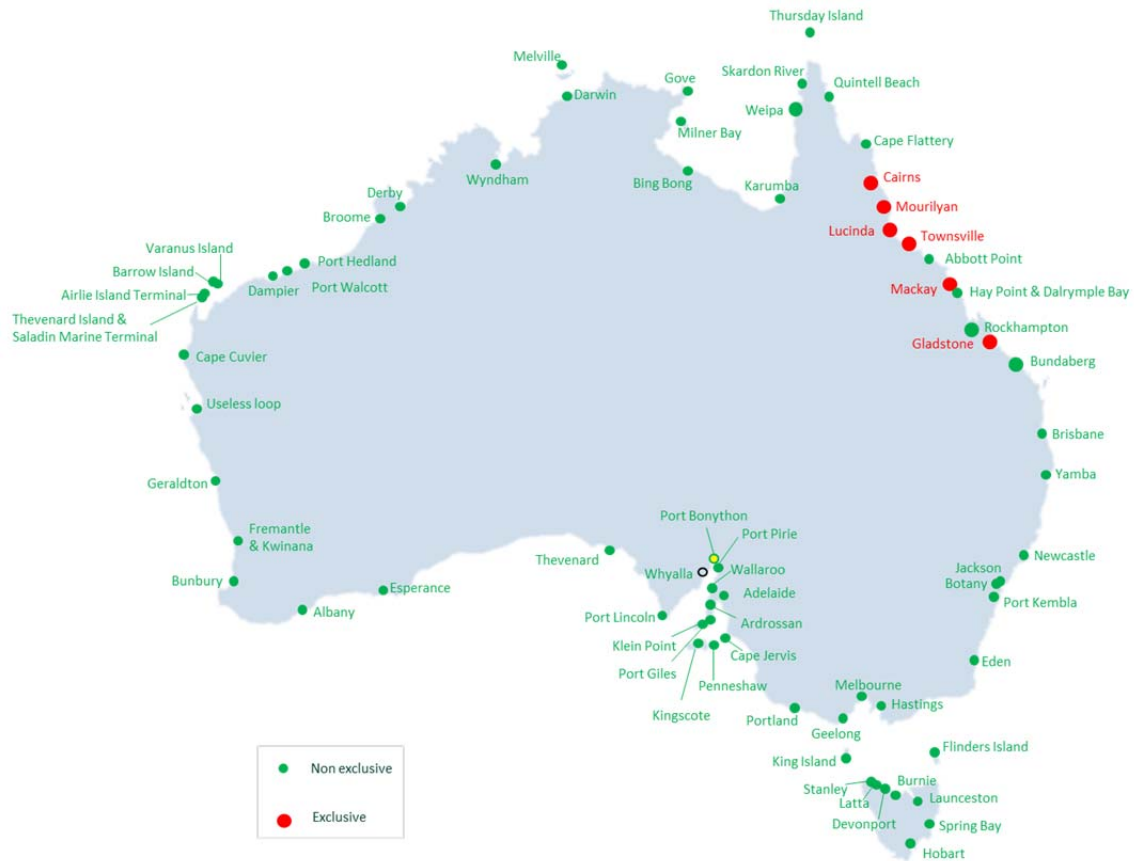 Thursday Island
Melville
Skardon River
Gove
Quintell Beach
Darwin
Weipa
Milner Bay
Cape Flattery
Wyndham
Bing Bong
Cairns
Karumba
Derby
Mourilyan
Broome
Lucinda
Townsville
Varanus Island
Abbott Point
Port Hedland
Barrow Island
Port Walcott
Dampier
Mackay
Hay Point & Dalrymple Bay
Airlie Island Terminal
Thevenard Island &
Saladin Marine Terminal
Rockhampton
Gladstone
Cape Cuvier
Bundaberg
Useless loop
Brisbane
Yamba
Geraldton
Port Bonython
Port Pirie
Fremantle
& Kwinana
Thevenard
Newcastle
Whyalla
Wallaroo
Jackson
Bunbury
Botany
Esperance
Adelaide
Port Kembla
Albany
Port Lincoln
Ardrossan
Klein Point
Cape Jervis
Eden
Port Giles
Penneshaw
Melbourne
Hastings
Kingscote
Portland
Geelong
Flinders Island
King Island
Non exclusive
Stanley
Burnie
Latta
Launceston
Exclusive
Devonport
Spring Bay
Hobart